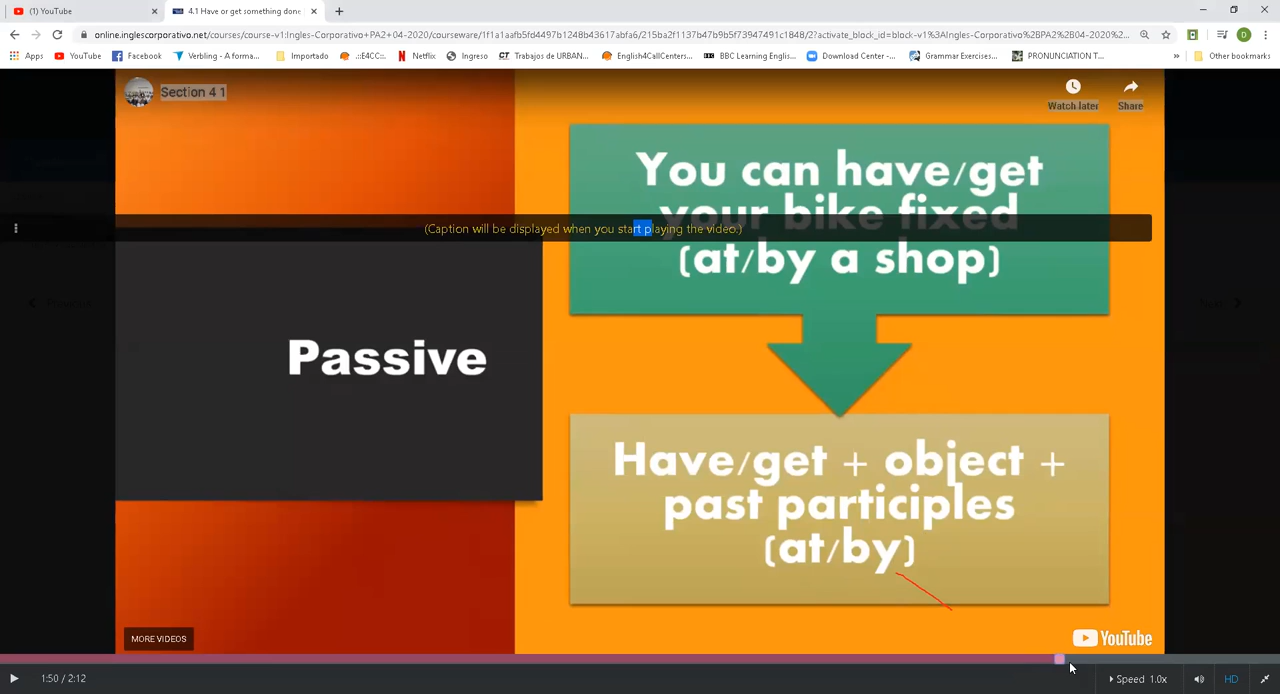 (1) YouTube
4.1 Have or get something done
online.inglescorporativo.net/courses/course-v1:Ingles-Corporativo+PA2+04-2020/courseware/1f1a1aafb5fd4497b1248b43617abfa6/215ba2f1137b47b9b5f73947491c1848/2?activate_block_id=block-v1%3AIngles-Corporativo%2BPA2%2B04-2020%2...
D
Apps YouTube Facebook Verbling - A forma... Importado .::E4CC::. Netflix Ingreso Trabajos de URBAN... English4CallCenters... BBC Learning Englis... Download Center -... Grammar Exercises... PRONUNCIATION T... » Other bookmarks
Section 4 1
Watch later Share
You can have/get
your bike fixed
(at/by a shop)
(Caption will be displayed when you start playing the video.)
Passive
Have/get + object +
past participles
(at/by)
MORE VIDEOS
YouTube
1:50 / 2:12
Speed 1.0x
HD